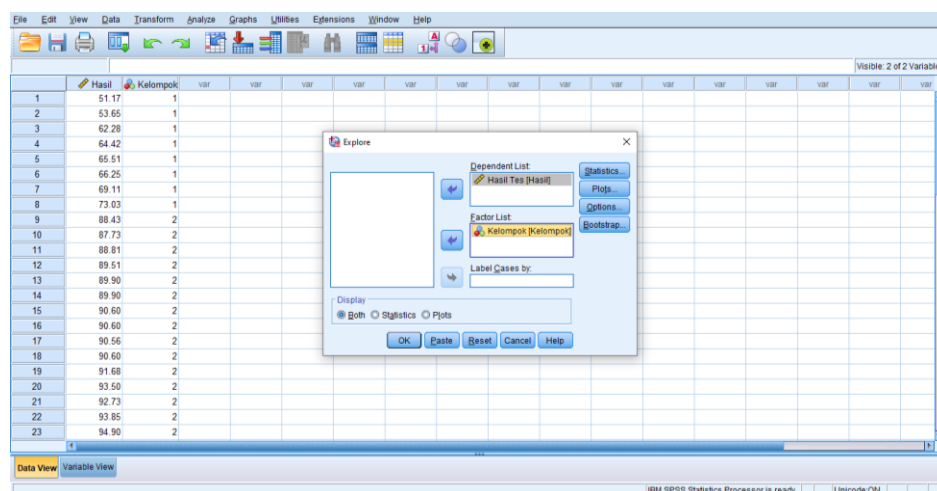 File Edit View Data Transform Analyze Graphs Utilities Extensions Window Help
Visible: 2 of 2 Variable
Hasil Kelompok var var var var var var var var var var var var
1 51.17 1
2 53.65 1
3 62.28 1
4 64.42 1
5 65.51 1
6 66.25 1
7 69.11 1
8 73.03 1
9 88.43 2
10 87.73 2
11 88.81 2
12 89.51 2
13 89.90 2
14 89.90 2
15 90.60 2
16 90.60 2
17 90.56 2
18 90.60 2
19 91.68 2
20 93.50 2
21 92.73 2
22 93.85 2
23 94.90 2
Explore
Dependent List:
Hasil Tes [Hasil]
Factor List:
Kelompok [Kelompok]
Label Cases by:
Statistics...
Plots...
Options...
Bootstrap...
Display
Both Statistics Plots
OK Paste Reset Cancel Help
Data View Variable View
IBM SPSS Statistics Processor is ready Unicode:ON